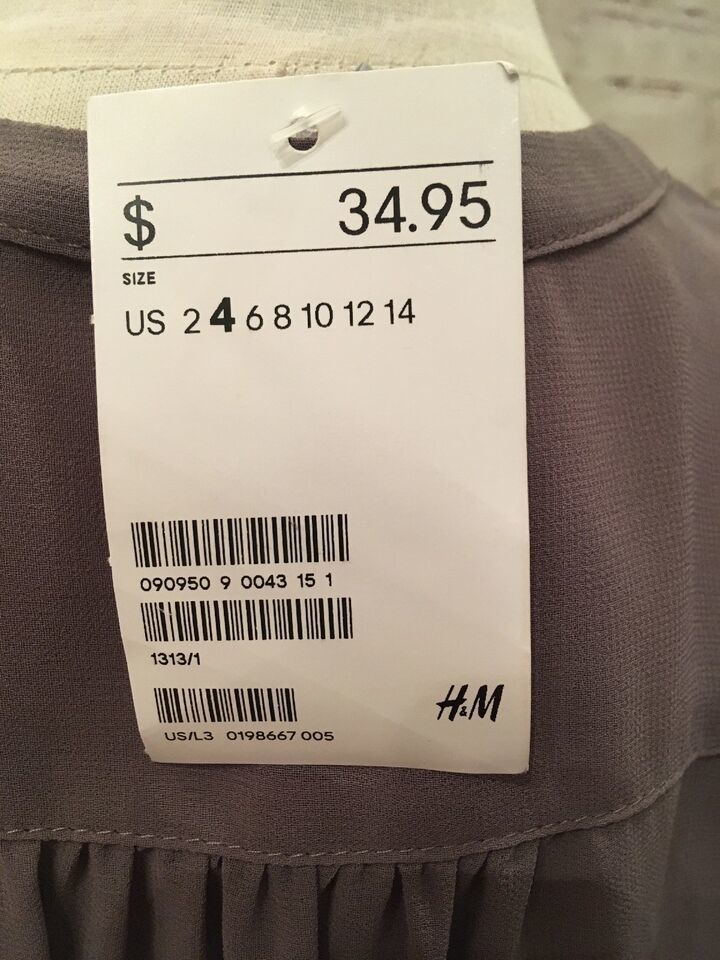 $ 34.95
SIZE
US 2 4 6 8 10 12 14
090950 9 0043 15 1
1313/1
H&M
US/L3 0198667 005